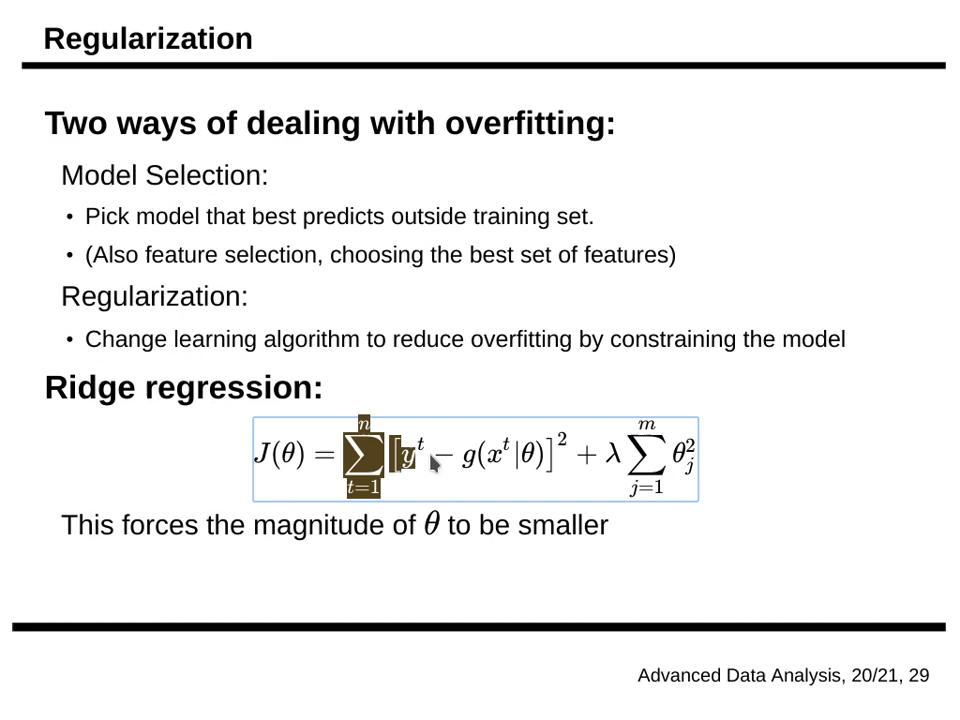 Regularization
Two ways of dealing with overfitting:
Model Selection:
• Pick model that best predicts outside training set.
• (Also feature selection, choosing the best set of features)
Regularization:
• Change learning algorithm to reduce overfitting by constraining the model
Ridge regression:
J(θ) = ∑_{t=1}^{n} [y^t − g(x^t|θ)]^2 + λ ∑_{j=1}^{m} θ_j^2
This forces the magnitude of θ to be smaller
Advanced Data Analysis, 20/21, 29